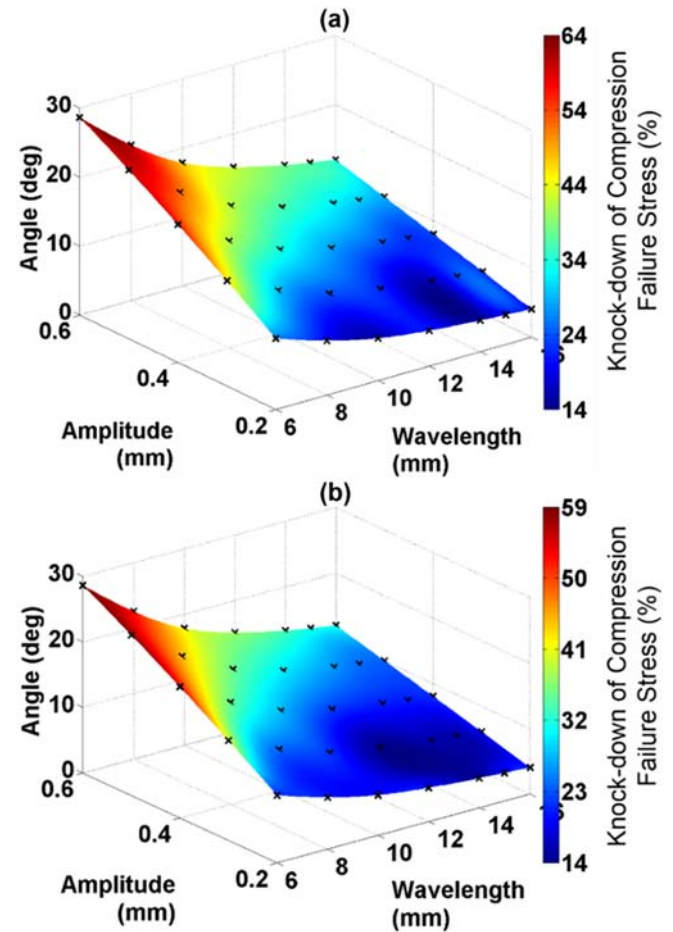 (a)
64
54
44
34
24
14
Knock-down of Compression
Failure Stress (%)
30
20
10
0
Angle (deg)
0.6
0.4
0.2
Amplitude
(mm)
6
8
10
12
14
Wavelength
(mm)
(b)
59
50
41
32
23
14
Knock-down of Compression
Failure Stress (%)
30
20
10
0
Angle (deg)
0.6
0.4
0.2
Amplitude
(mm)
6
8
10
12
14
Wavelength
(mm)